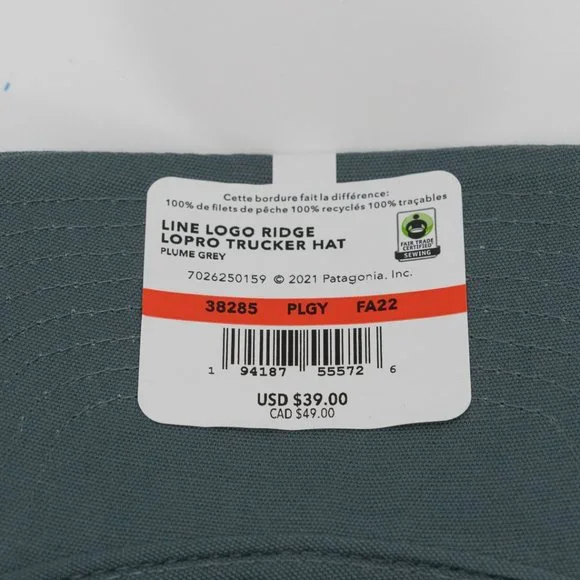 Cette bordure fait la différence:
100% de filets de pêche 100% recyclés 100% traçables
LINE LOGO RIDGE
LOPRO TRUCKER HAT
PLUME GREY
FAIR TRADE
CERTIFIED
SEWING
7026250159 © 2021 Patagonia, Inc.
38285 PLGY FA22
1 94187 55572 6
USD $39.00
CAD $49.00